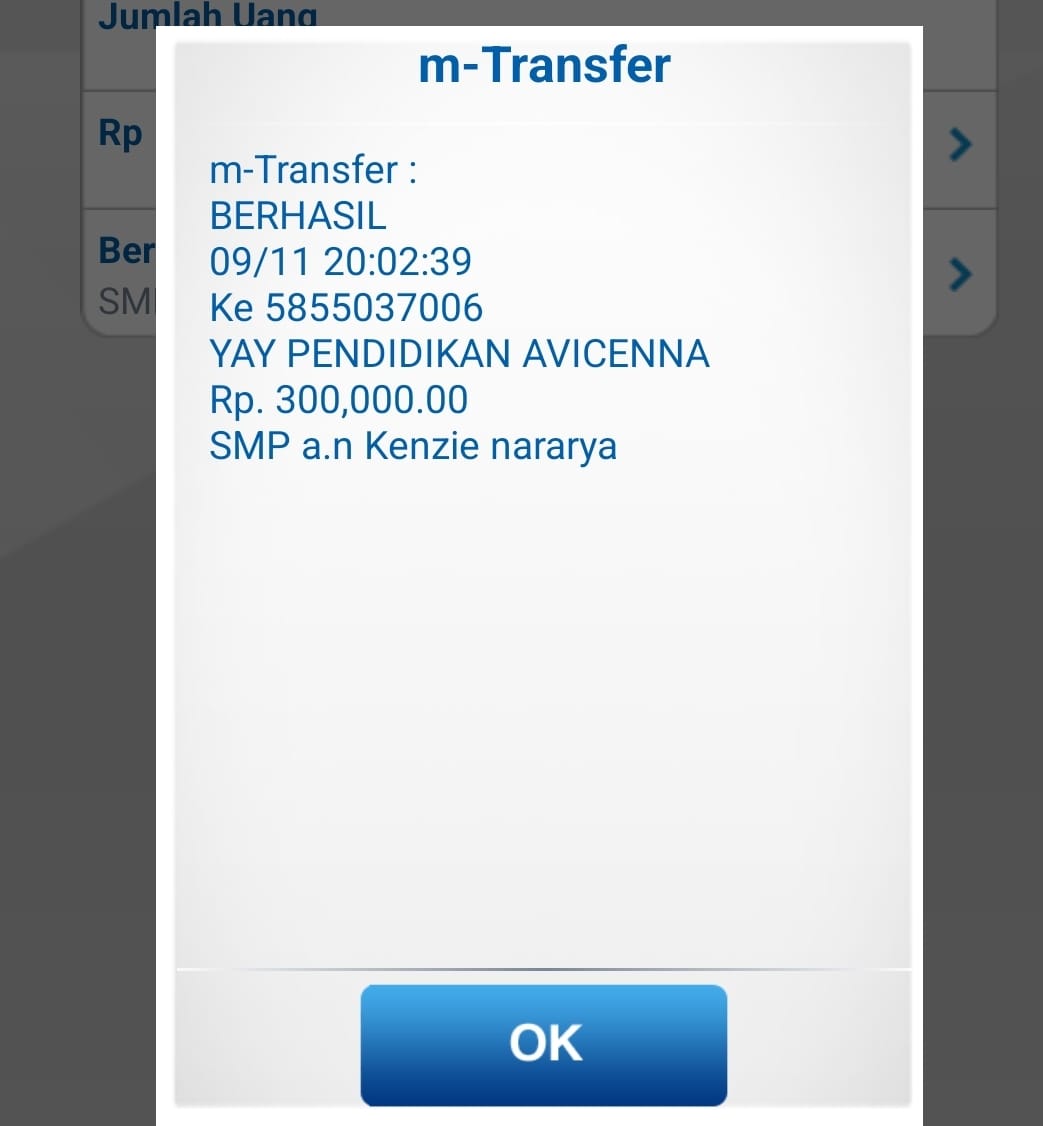 Jumlah Uang
m-Transfer
Rp
m-Transfer :
BERHASIL
Ber
09/11 20:02:39
SM
Ke 5855037006
YAY PENDIDIKAN AVICENNA
Rp. 300,000.00
SMP a.n Kenzie nararya
OK